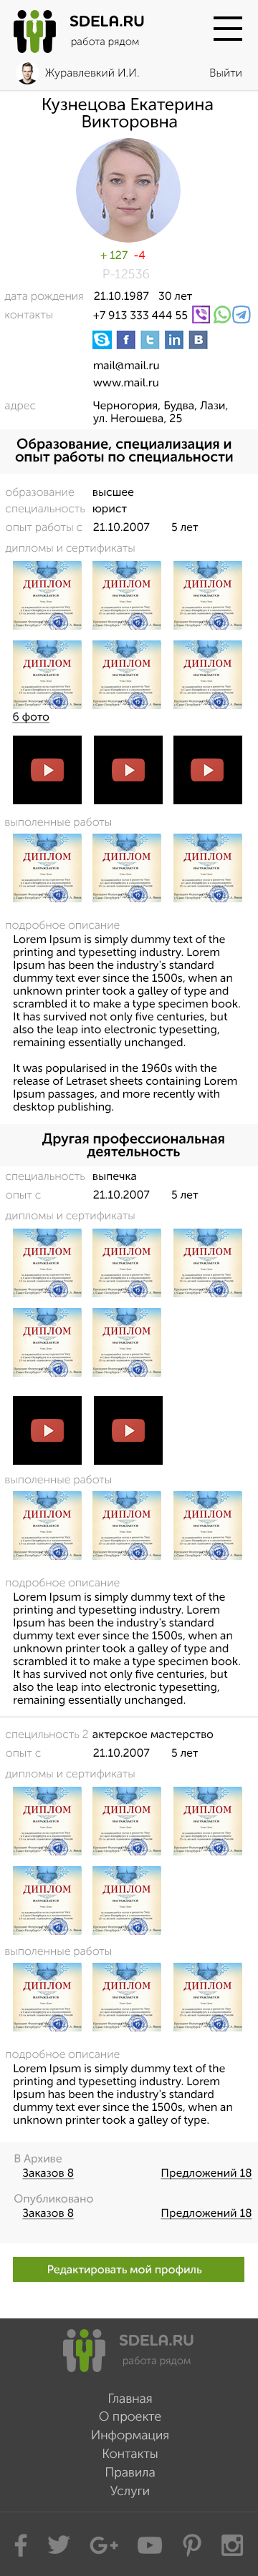 SDELA.RU
работа рядом
Журавлевкий И.И. Выйти
Кузнецова Екатерина
Викторовна
+ 127 -4
P-12536
дата рождения 21.10.1987 30 лет
контакты +7 913 333 444 55
mail@mail.ru
www.mail.ru
адрес Черногория, Будва, Лази,
ул. Негошева, 25
Образование, специализация и
опыт работы по специальности
образование высшее
специальность юрист
опыт работы с 21.10.2007 5 лет
дипломы и сертификаты
ДИПЛОМ ДИПЛОМ ДИПЛОМ
ДИПЛОМ ДИПЛОМ ДИПЛОМ
6 фото
выполенные работы
ДИПЛОМ ДИПЛОМ ДИПЛОМ
подробное описание
Lorem Ipsum is simply dummy text of the
printing and typesetting industry. Lorem
Ipsum has been the industry's standard
dummy text ever since the 1500s, when an
unknown printer took a galley of type and
scrambled it to make a type specimen book.
It has survived not only five centuries, but
also the leap into electronic typesetting,
remaining essentially unchanged.
It was popularised in the 1960s with the
release of Letraset sheets containing Lorem
Ipsum passages, and more recently with
desktop publishing.
Другая профессиональная
деятельность
специальность выпечка
опыт с 21.10.2007 5 лет
дипломы и сертификаты
ДИПЛОМ ДИПЛОМ ДИПЛОМ
ДИПЛОМ ДИПЛОМ
выполенные работы
ДИПЛОМ ДИПЛОМ ДИПЛОМ
подробное описание
Lorem Ipsum is simply dummy text of the
printing and typesetting industry. Lorem
Ipsum has been the industry's standard
dummy text ever since the 1500s, when an
unknown printer took a galley of type and
scrambled it to make a type specimen book.
It has survived not only five centuries, but
also the leap into electronic typesetting,
remaining essentially unchanged.
специльность 2 актерское мастерство
опыт с 21.10.2007 5 лет
дипломы и сертификаты
ДИПЛОМ ДИПЛОМ ДИПЛОМ
ДИПЛОМ ДИПЛОМ
выполенные работы
ДИПЛОМ ДИПЛОМ ДИПЛОМ
подробное описание
Lorem Ipsum is simply dummy text of the
printing and typesetting industry. Lorem
Ipsum has been the industry's standard
dummy text ever since the 1500s, when an
unknown printer took a galley of type.
В Архиве
Заказов 8 Предложений 18
Опубликовано
Заказов 8 Предложений 18
Редактировать мой профиль
SDELA.RU
работа рядом
Главная
О проекте
Информация
Контакты
Правила
Услуги